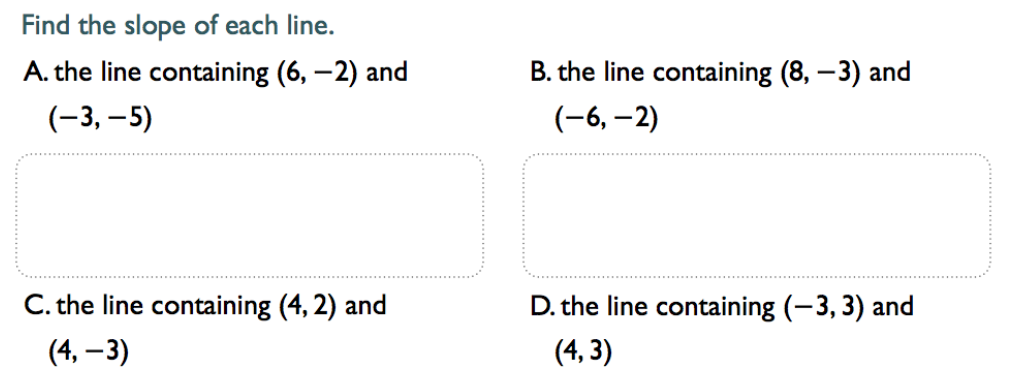 Find the slope of each line.
A. the line containing (6, −2) and
(−3, −5)
B. the line containing (8, −3) and
(−6, −2)
C. the line containing (4, 2) and
(4, −3)
D. the line containing (−3, 3) and
(4, 3)